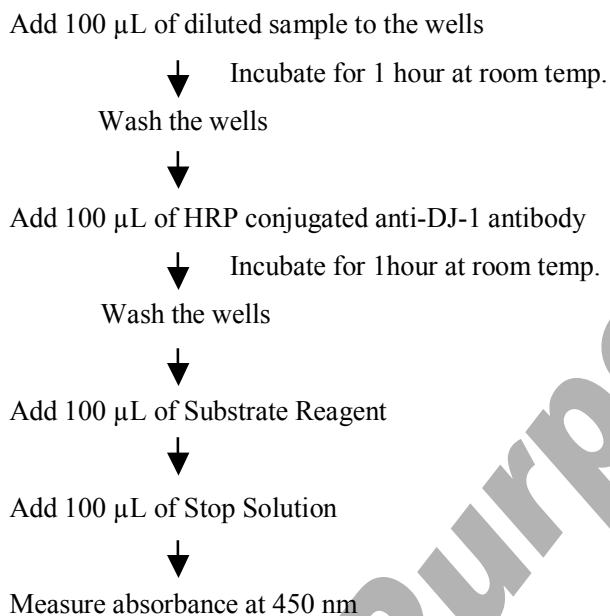 Add 100 µL of diluted sample to the wells
Incubate for 1 hour at room temp.
Wash the wells
Add 100 µL of HRP conjugated anti-DJ-1 antibody
Incubate for 1hour at room temp.
Wash the wells
Add 100 µL of Substrate Reagent
Add 100 µL of Stop Solution
Measure absorbance at 450 nm